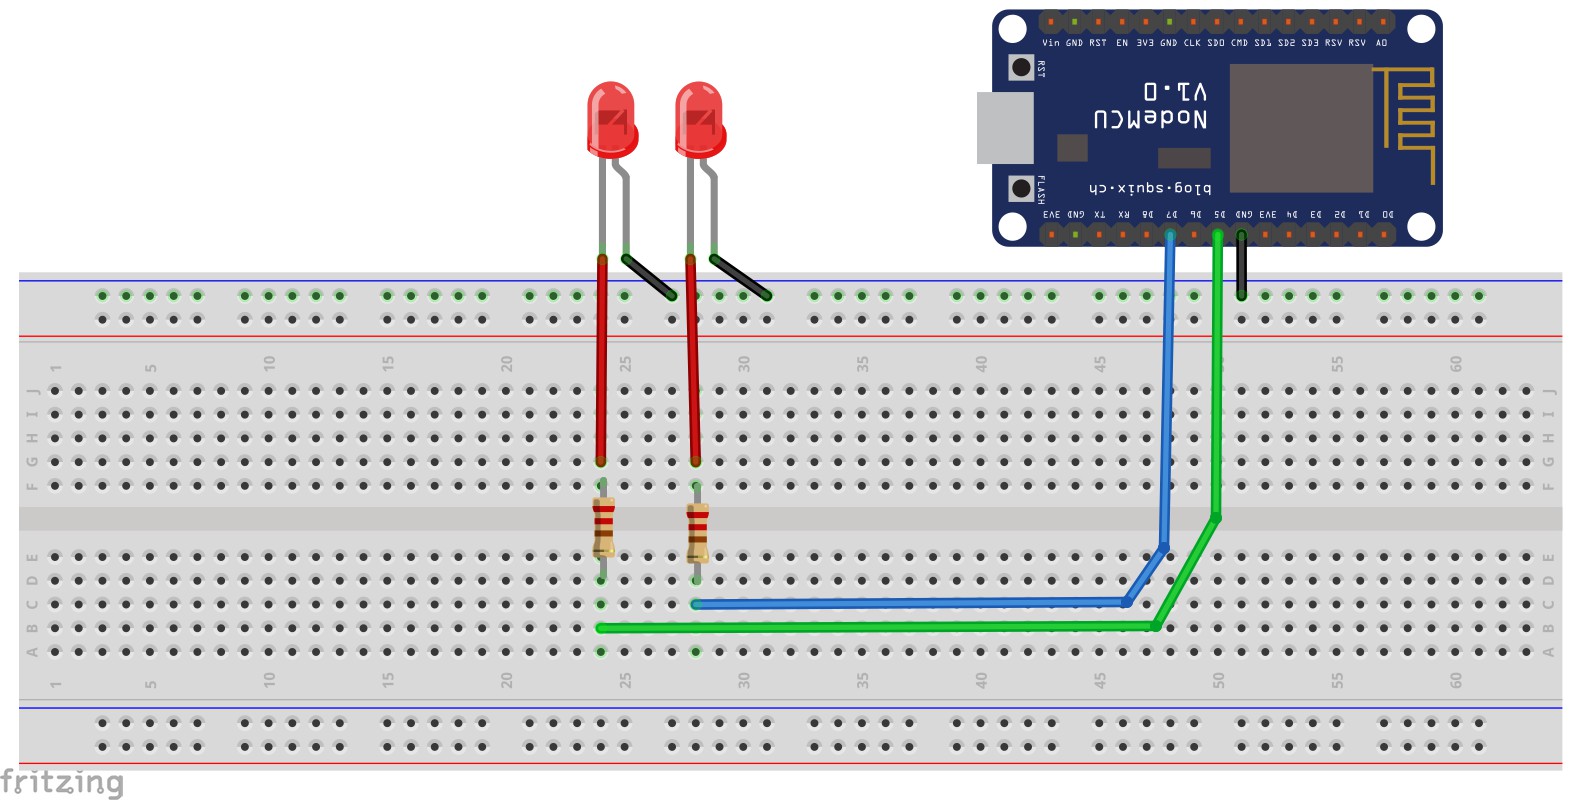 Vin GND RST EN 3V3 GND CLK SD0 CMD SD1 SD2 SD3 RSV RSV A0
RST
V1.0
NodeMCU
FLASH
blog.squix.ch
3V3 GND TX RX D8 D7 D6 D5 GND 3V3 D4 D3 D2 D1 D0
1 5 10 15 20 25 30 40 45 50 55 60
J J
I I
H H
G G
F F
E E
D D
C C
B B
A A
1 5 10 15 20 25 30 35 40 45 50 55 60
fritzing